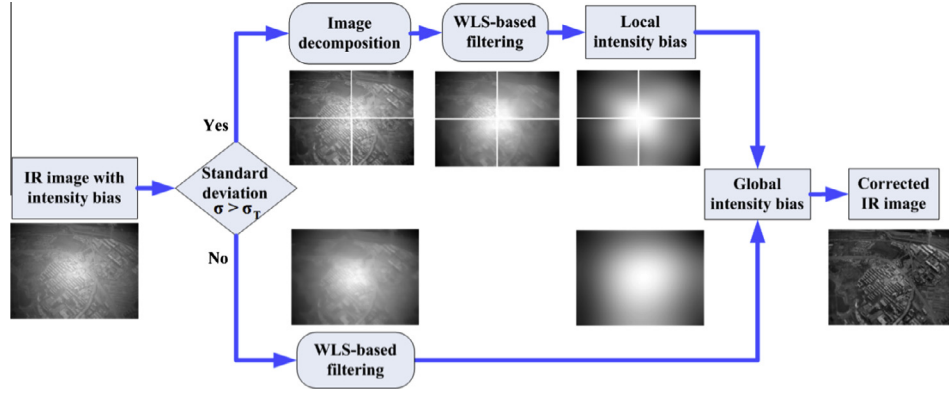 Image
decomposition
WLS-based
filtering
Local
intensity bias
Yes
IR image with
intensity bias
Standard
deviation
σ > σ_T
Global
intensity bias
Corrected
IR image
No
WLS-based
filtering